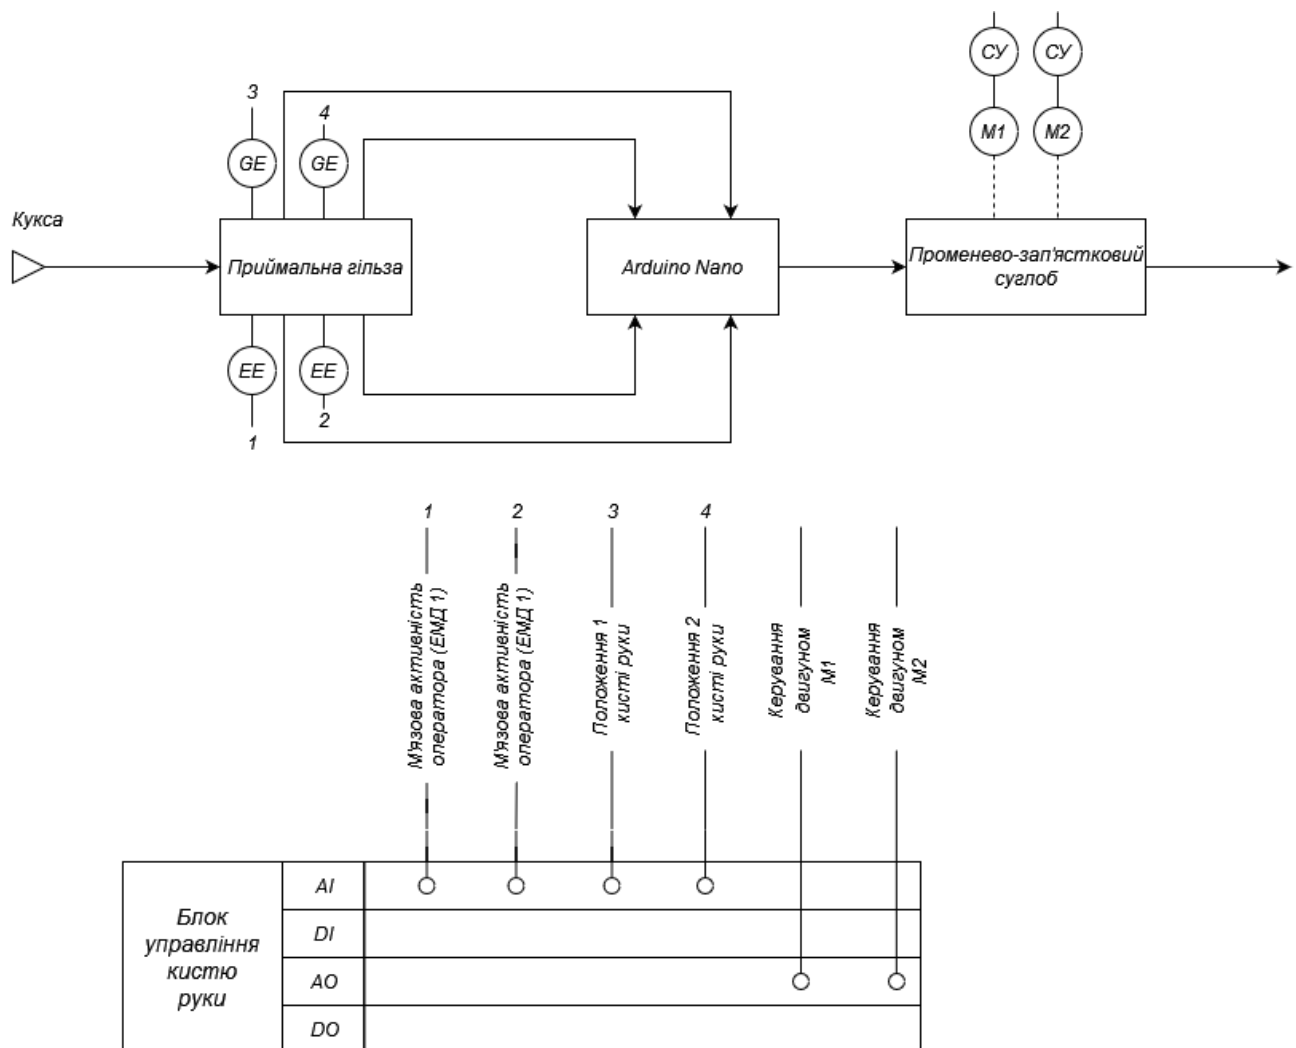 СУ
СУ
3
4
М1
М2
GE
GE
Кукса
Приймальна гільза
Arduino Nano
Променево-зап'ястковий
суглоб
EE
EE
1
2
1
2
3
4
М'язова активність
оператора (ЕМД 1)
М'язова активність
оператора (ЕМД 1)
Положення 1
кисті руки
Положення 2
кисті руки
Керування
двигуном
М1
Керування
двигуном
М2
Блок
управління
кистю
руки
AI
DI
AO
DO